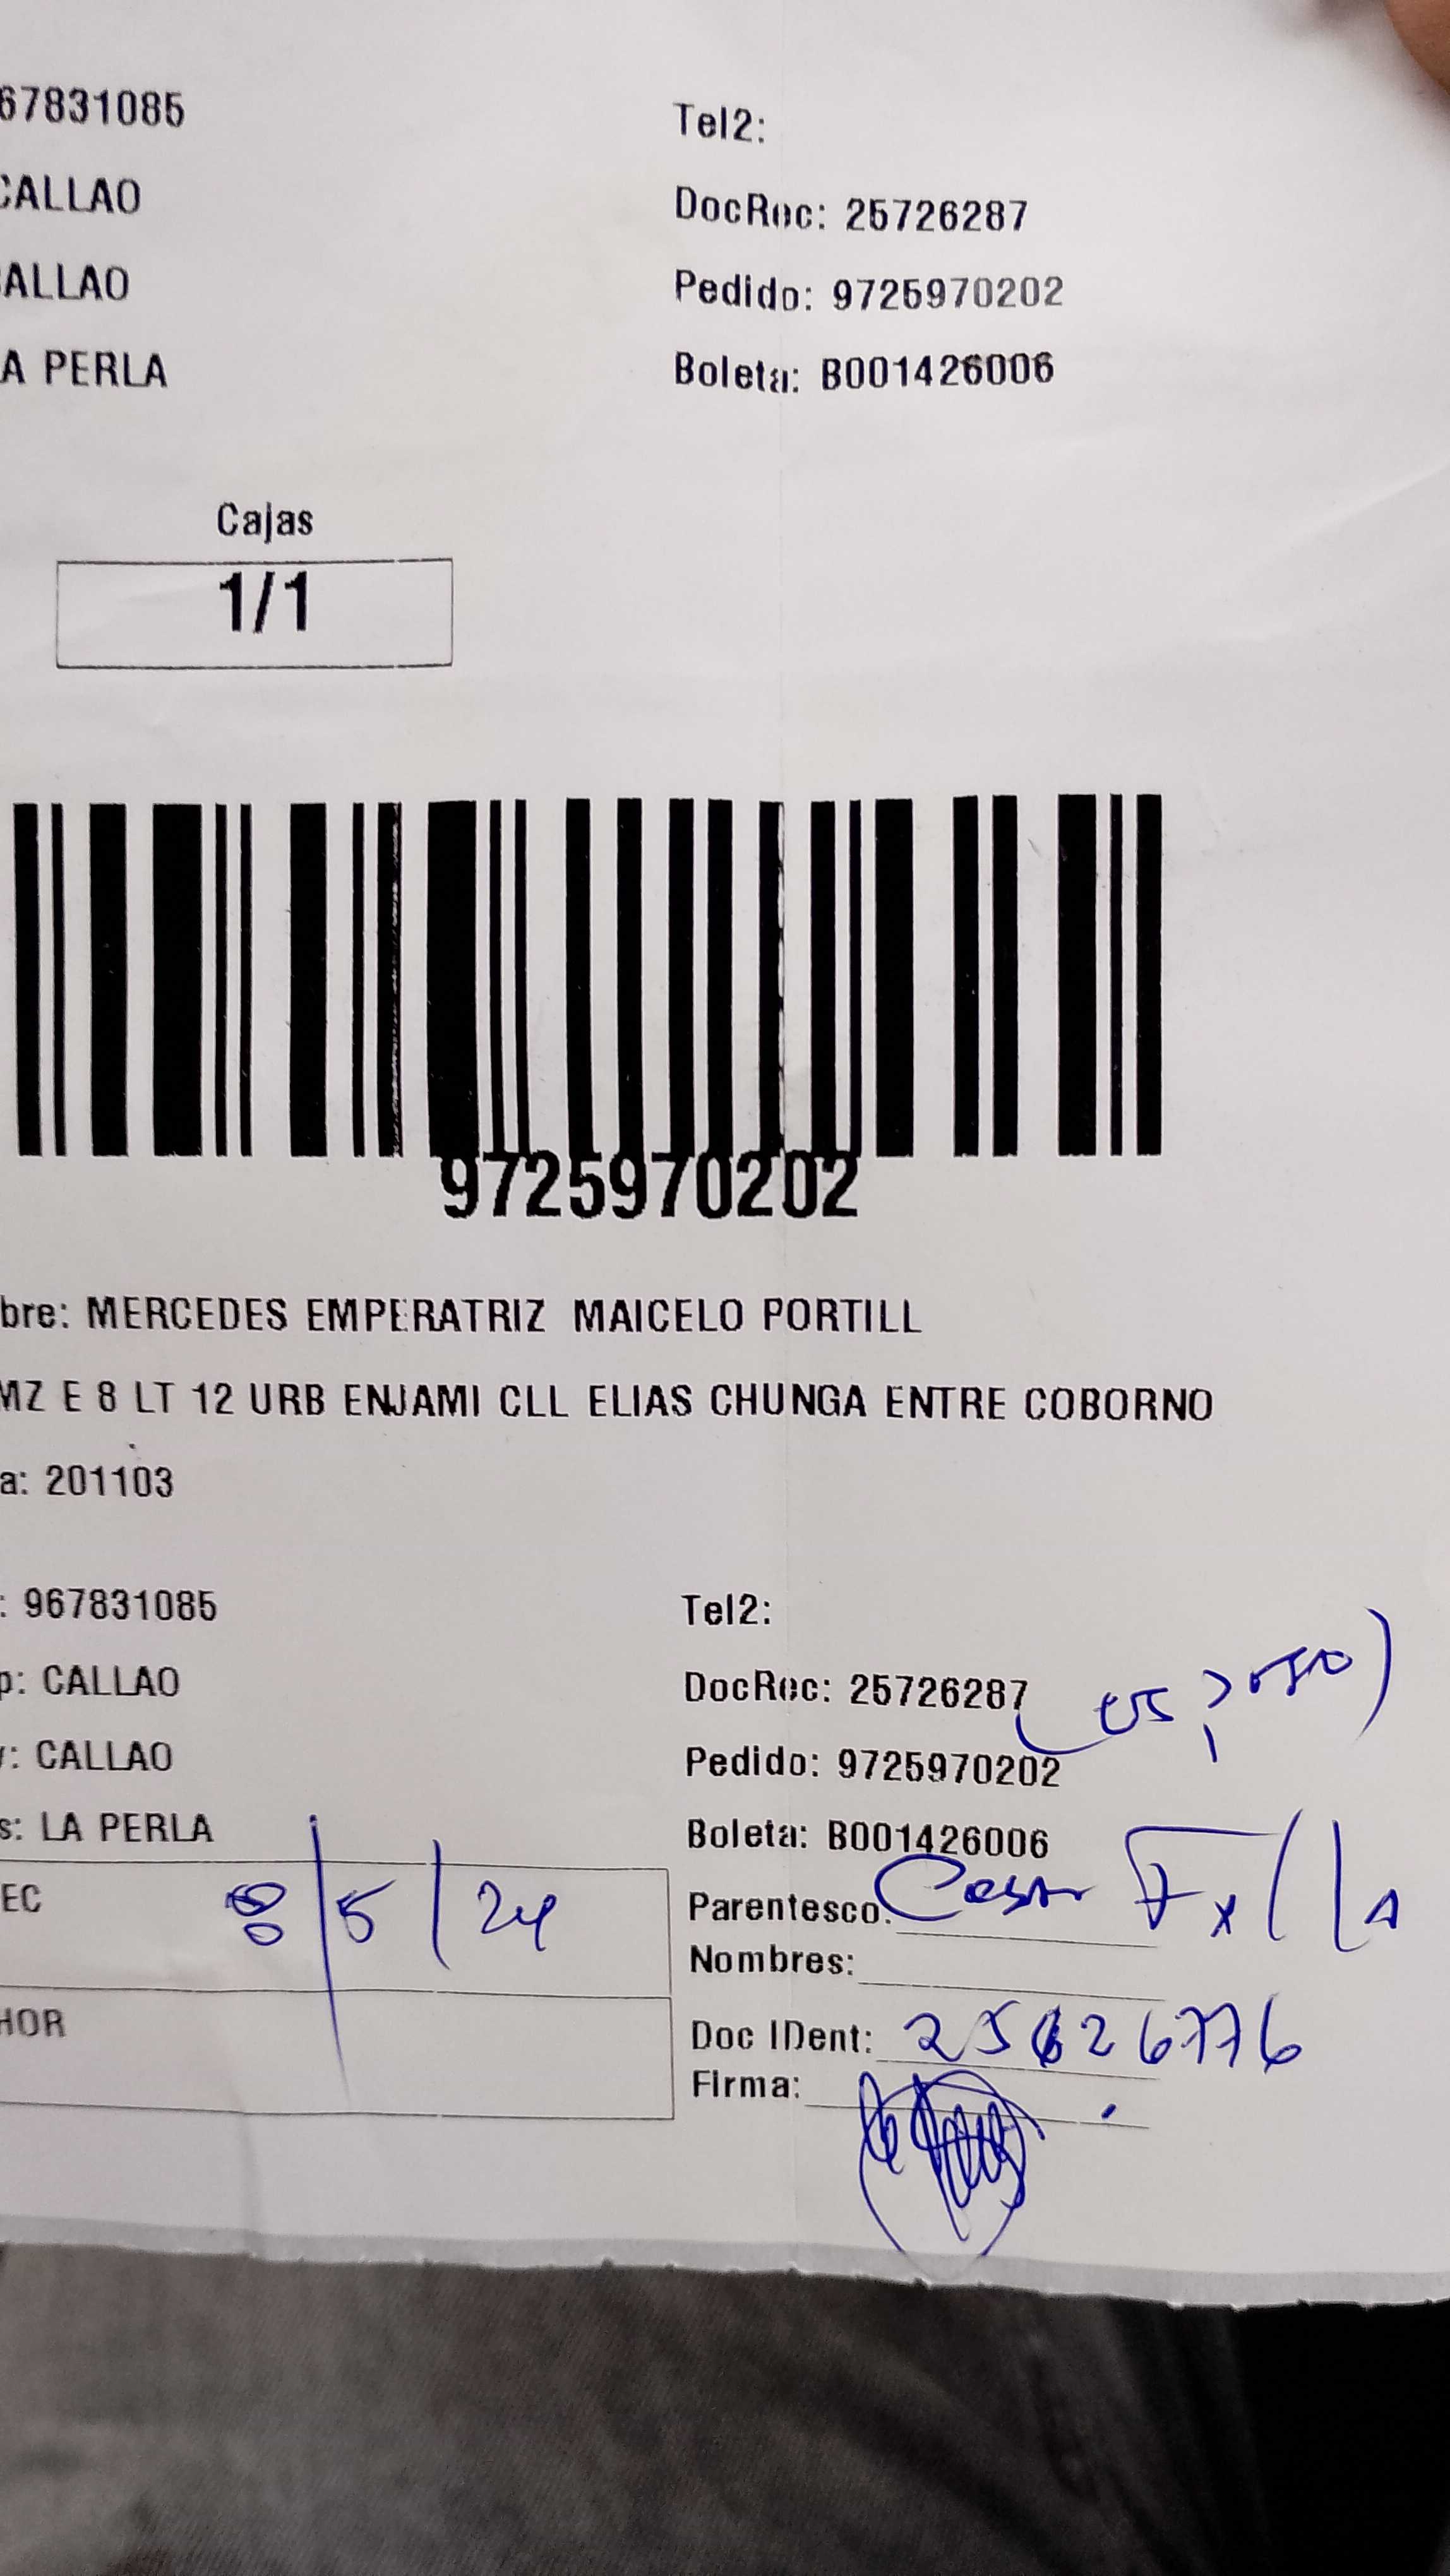 67831085 Tel2:
CALLAO DocRec: 25726287
ALLAO Pedido: 9725970202
A PERLA Boleta: B001426006
Cajas
1/1
9725970202
bre: MERCEDES EMPERATRIZ MAICELO PORTILL
MZ E 8 LT 12 URB ENJAMI CLL ELIAS CHUNGA ENTRE COBORNO
a: 201103
: 967831085 Tel2:
p: CALLAO DocRec: 25726287 (esposo)
: CALLAO Pedido: 9725970202
s: LA PERLA Boleta: B001426006
EC 8/5/24 Parentesco:
Nombres:
HOR Doc IDent:
Firma: